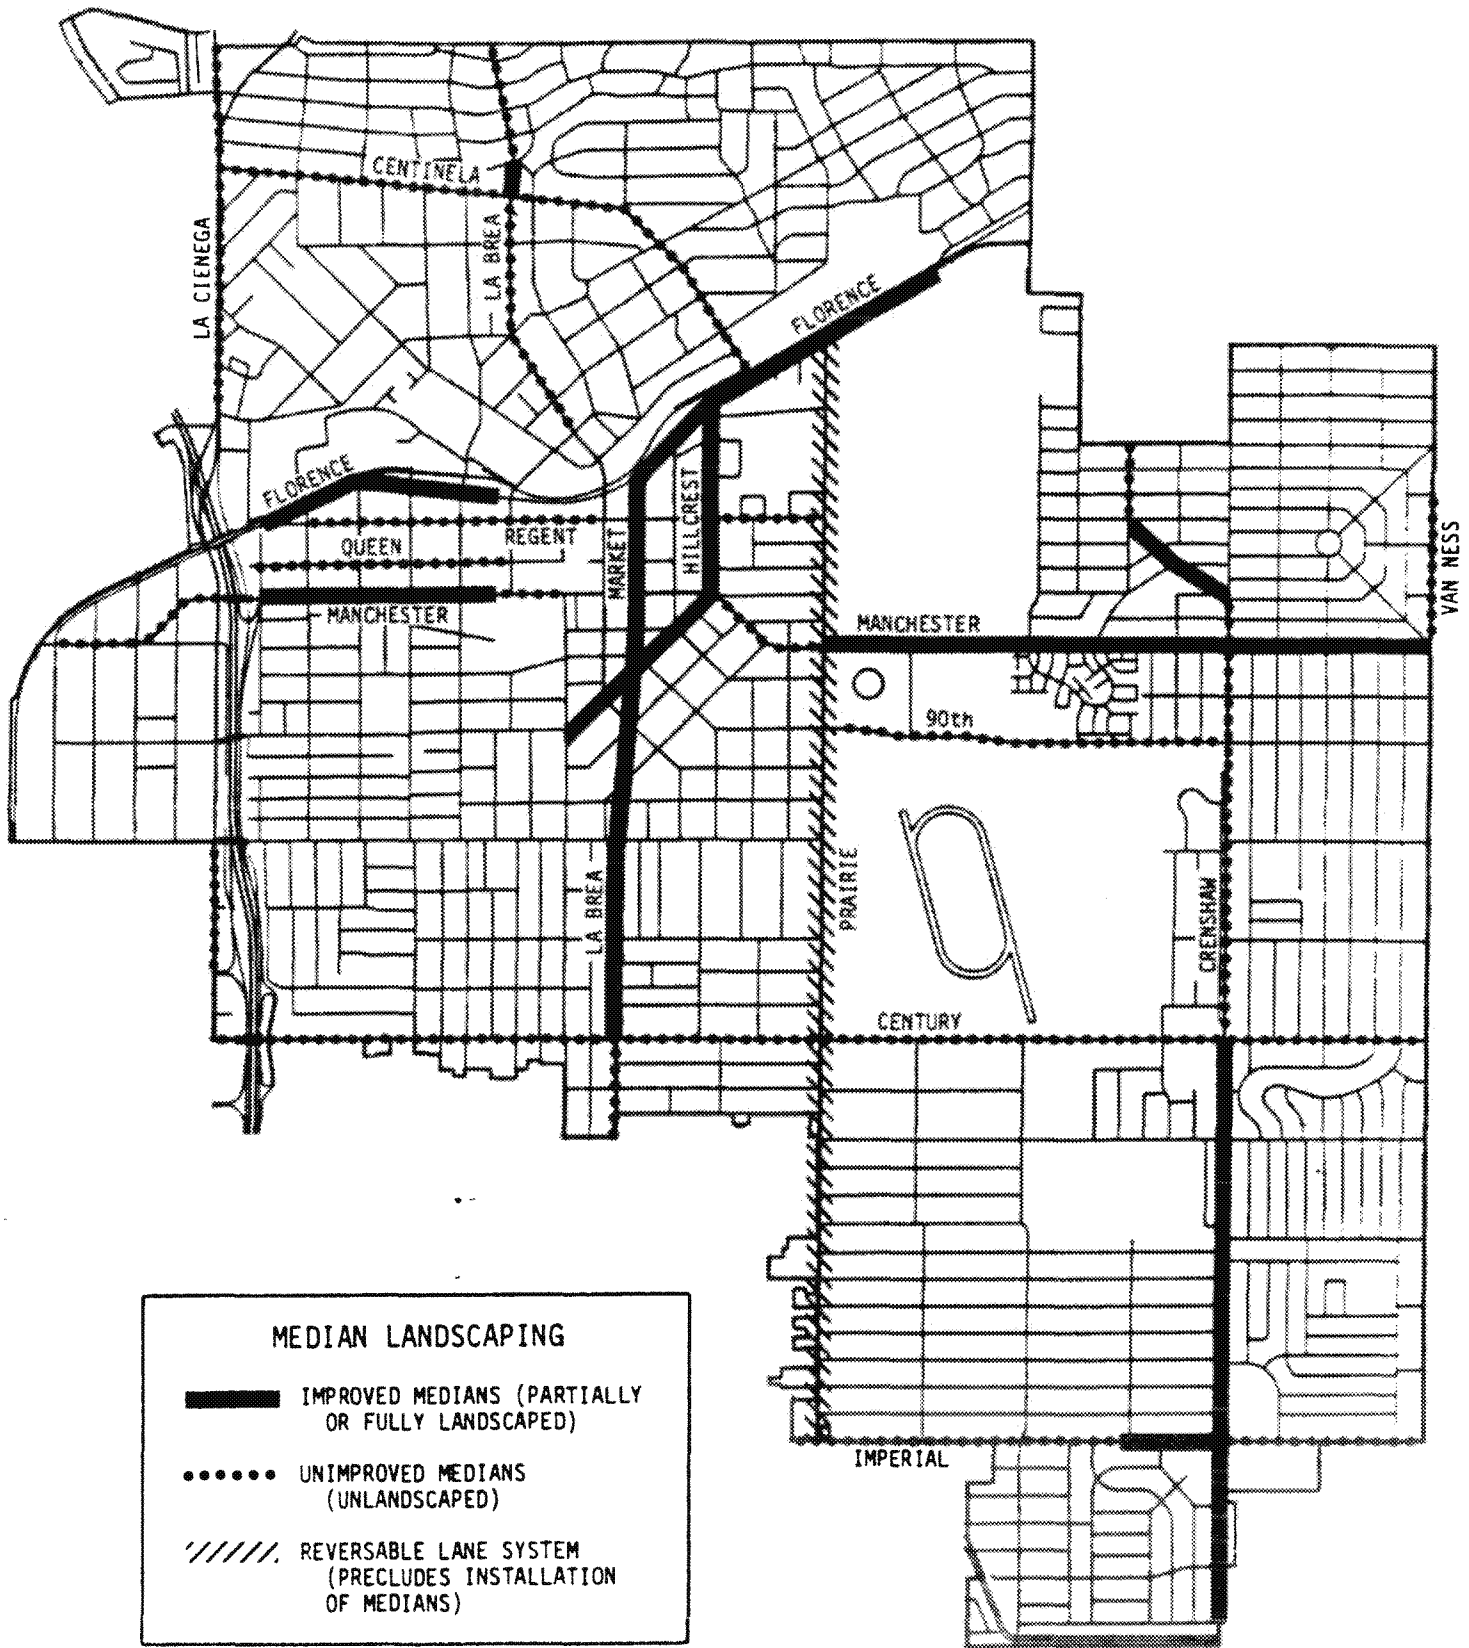 CENTINELA
LA CIENEGA
LA BREA
FLORENCE
FLORENCE
HILLCREST
MARKET
REGENT
QUEEN
MANCHESTER
MANCHESTER
VAN NESS
90th
PRAIRIE
LA BREA
CRENSHAW
CENTURY
IMPERIAL
MEDIAN LANDSCAPING
IMPROVED MEDIANS (PARTIALLY
OR FULLY LANDSCAPED)
UNIMPROVED MEDIANS
(UNLANDSCAPED)
REVERSABLE LANE SYSTEM
(PRECLUDES INSTALLATION
OF MEDIANS)